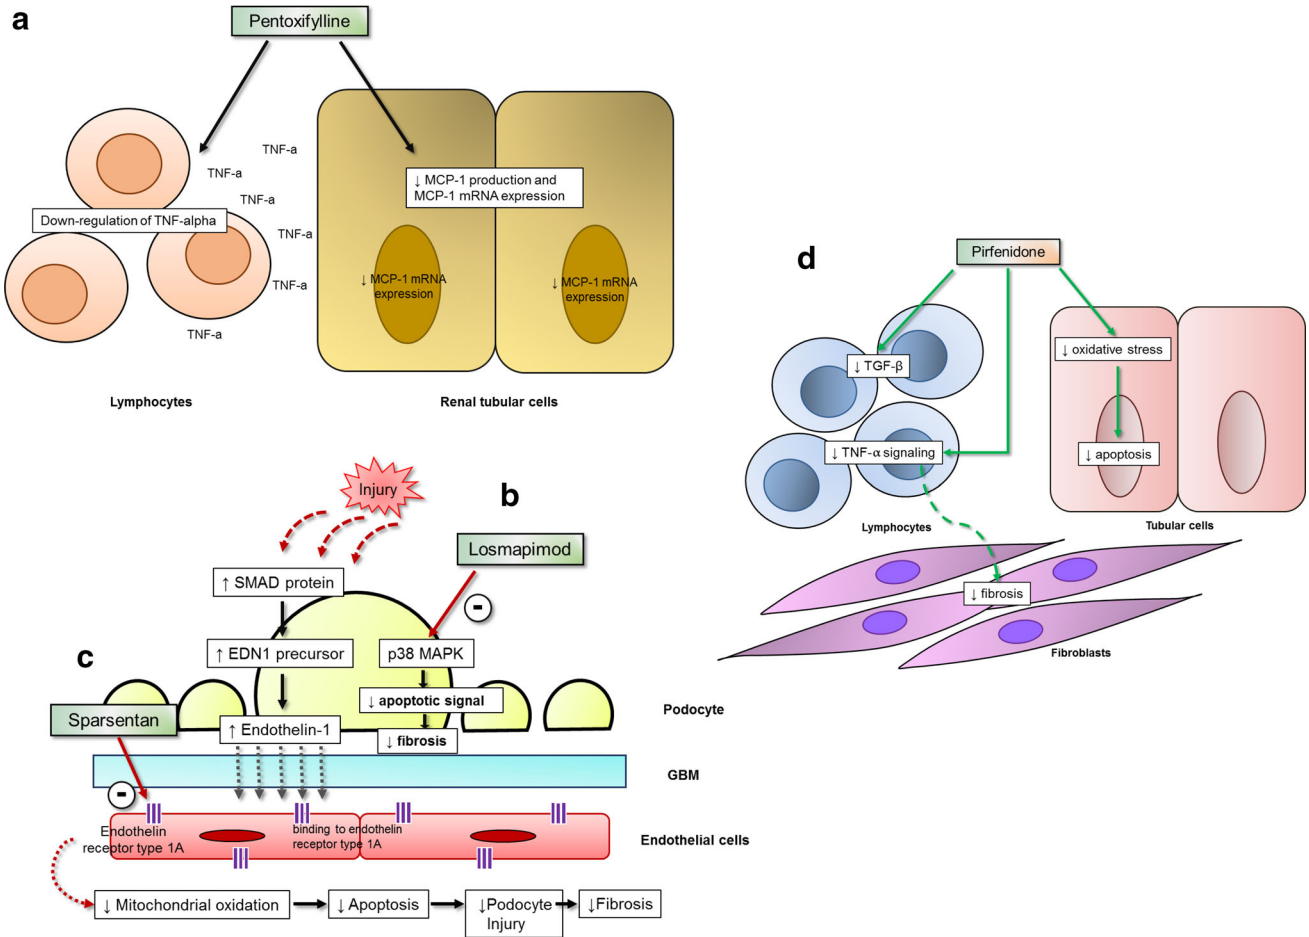 a
Pentoxifylline
TNF-a
TNF-a
TNF-a
TNF-a
TNF-a
TNF-a
Down-regulation of TNF-alpha
↓ MCP-1 production and
MCP-1 mRNA expression
↓ MCP-1 mRNA
expression
↓ MCP-1 mRNA
expression
Lymphocytes
Renal tubular cells
b
Injury
Losmapimod
↑ SMAD protein
-
↑ EDN1 precursor
p38 MAPK
↓ apoptotic signal
↑ Endothelin-1
↓ fibrosis
c
Sparsentan
-
Podocyte
GBM
Endothelial cells
Endothelin
receptor type 1A
binding to endothelin
receptor type 1A
↓ Mitochondrial oxidation
↓ Apoptosis
↓Podocyte
Injury
↓Fibrosis
d
Pirfenidone
↓ TGF-β
↓ oxidative stress
↓ TNF-α signaling
↓ apoptosis
Lymphocytes
Tubular cells
↓ fibrosis
Fibroblasts